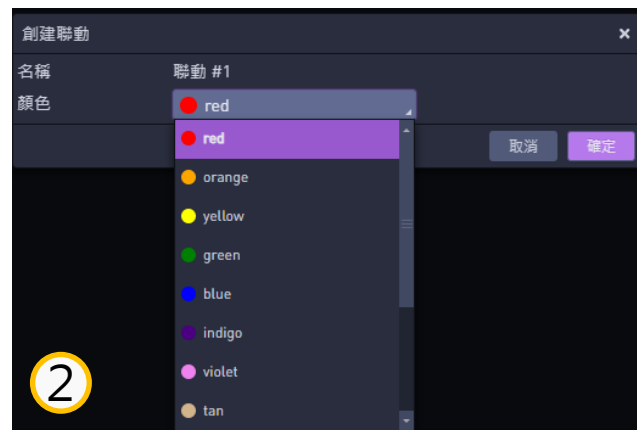 創建聯動
名稱 聯動 #1
顏色 red
red
取消 確定
orange
yellow
green
blue
indigo
violet
tan
2